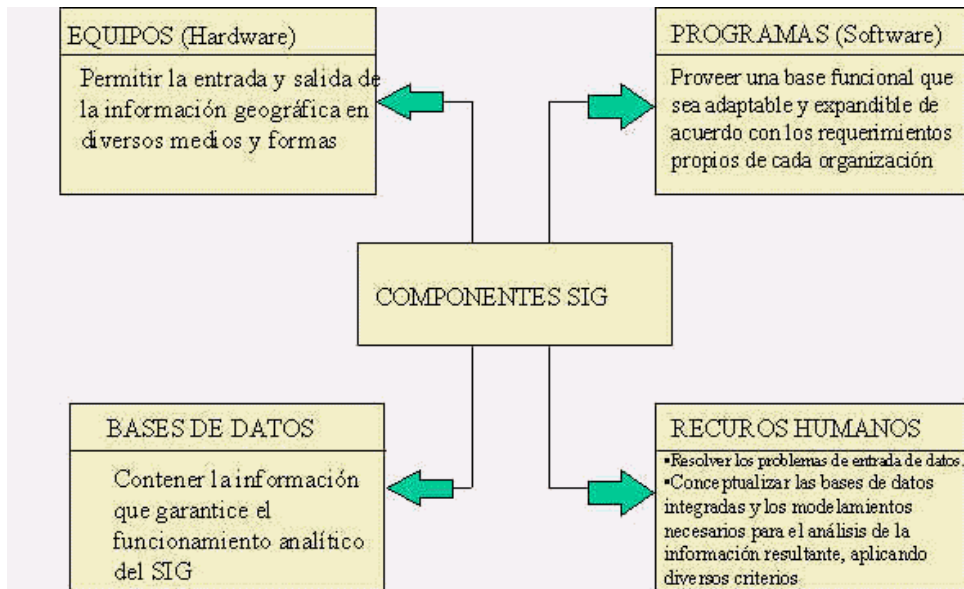 EQUIPOS (Hardware)
Permitir la entrada y salida de
la información geográfica en
diversos medios y formas
PROGRAMAS (Software)
Proveer una base funcional que
sea adaptable y expandible de
acuerdo con los requerimientos
propios de cada organización
COMPONENTES SIG
BASES DE DATOS
Contener la información
que garantice el
funcionamiento analítico
del SIG
RECUROS HUMANOS
•Resolver los problemas de entrada de datos.
•Conceptualizar las bases de datos
integradas y los modelamientos
necesarios para el análisis de la
información resultante, aplicando
diversos criterios